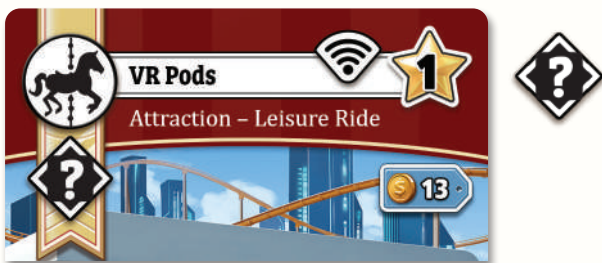 VR Pods
1
Attraction – Leisure Ride
?
?
$ 13